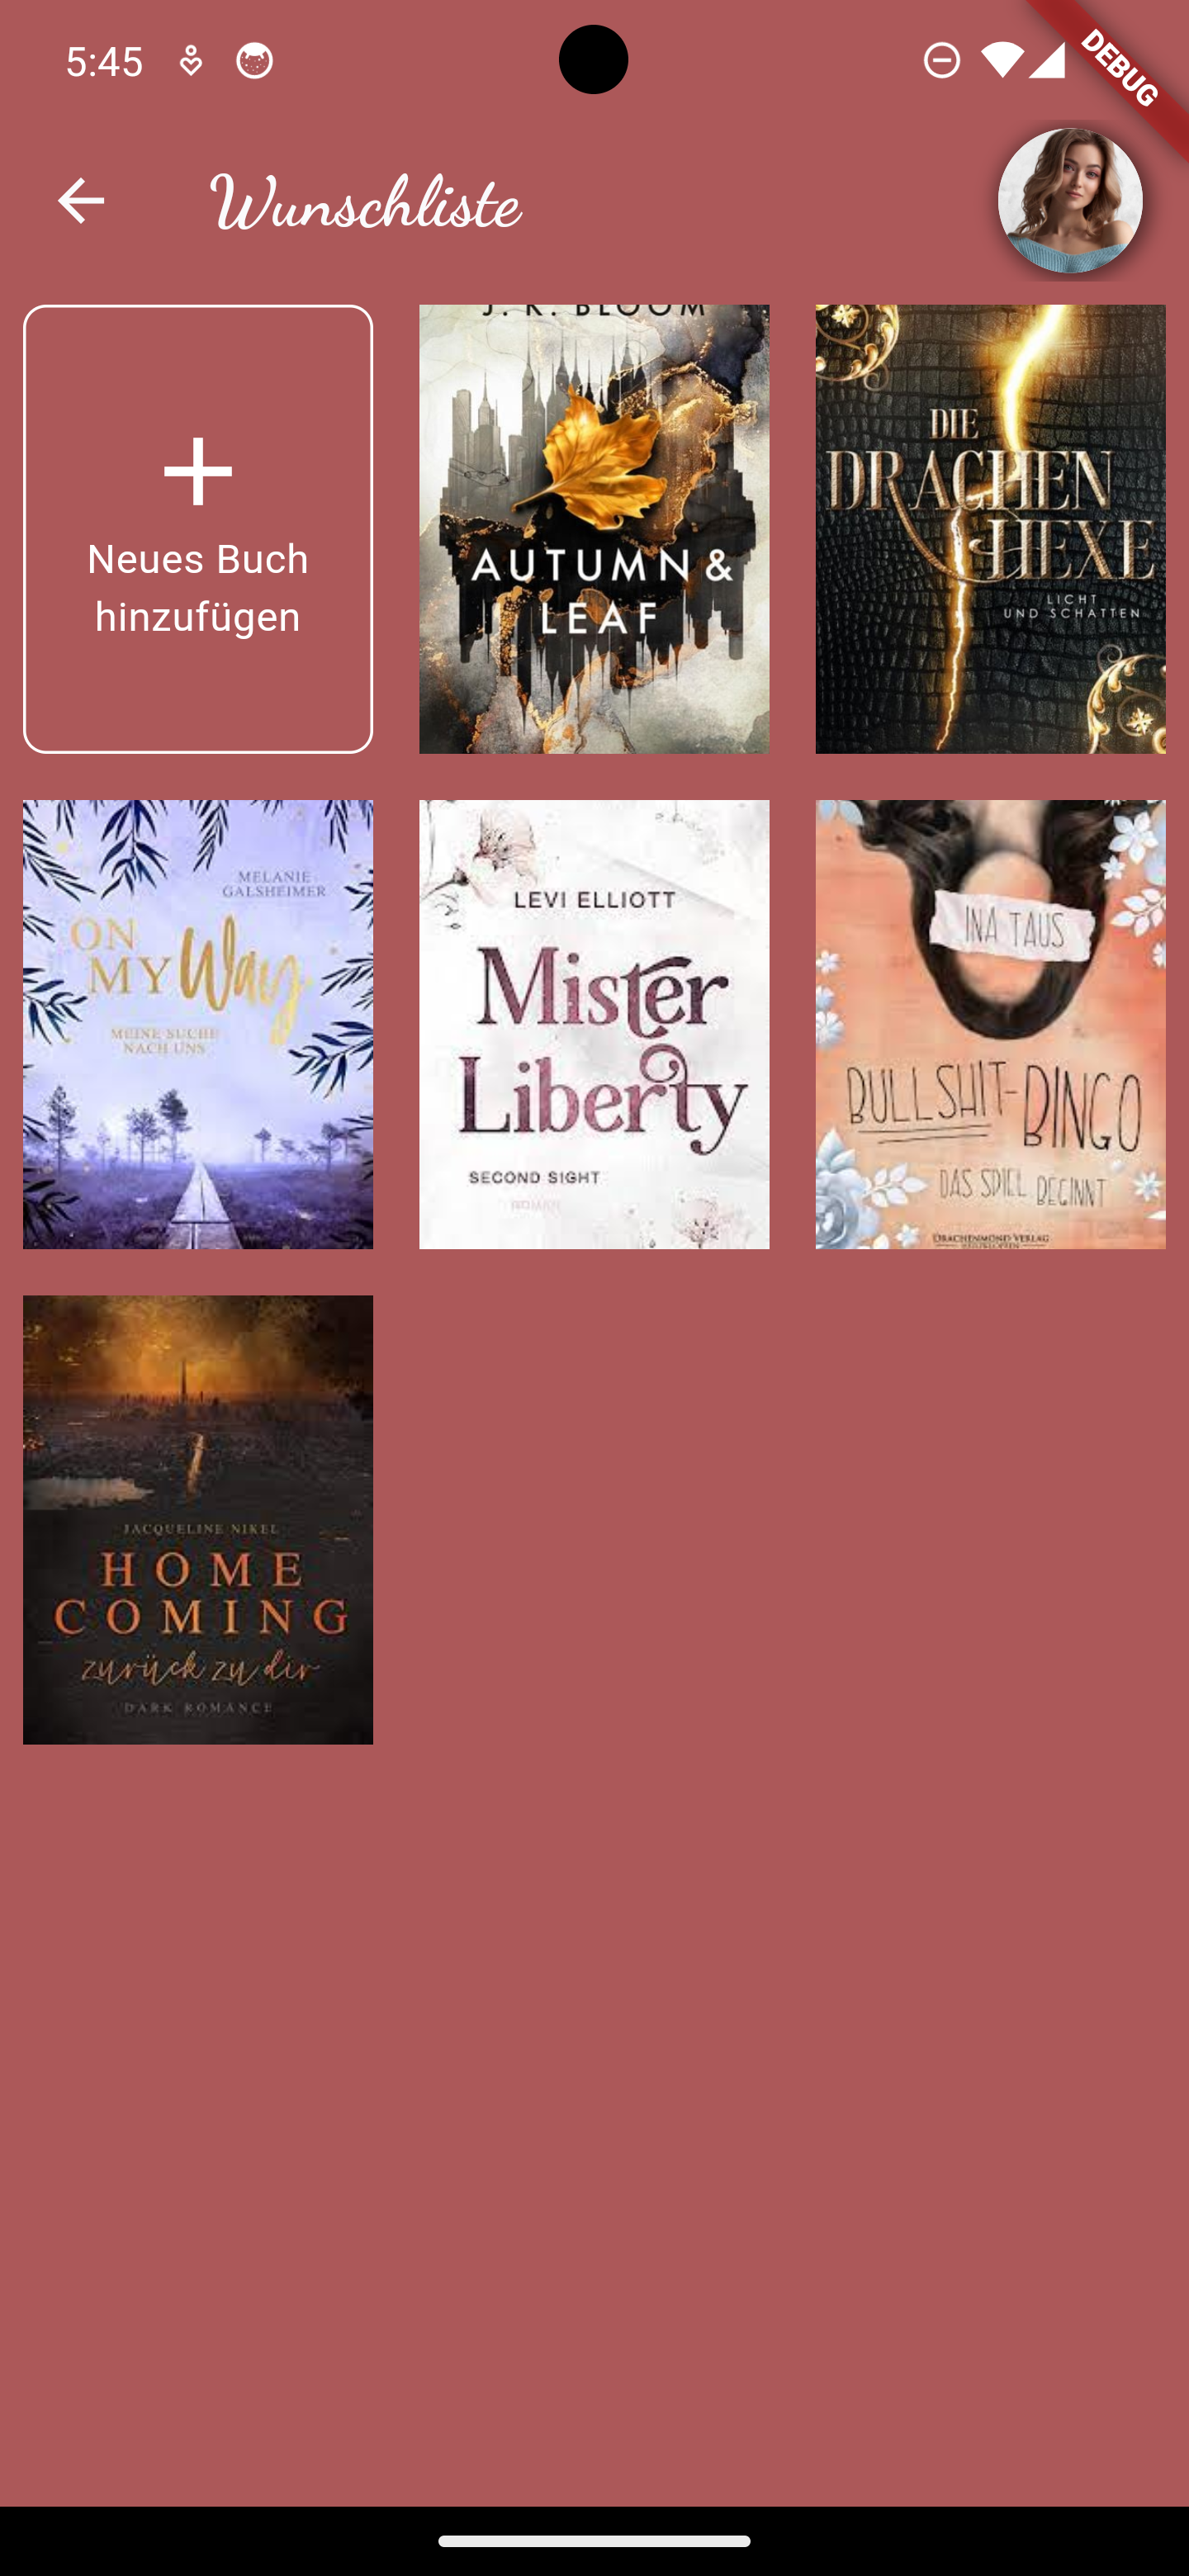 5:45
DEBUG
Wunschliste
Neues Buch
hinzufügen
J. K. BLOOM
AUTUMN &
LEAF
DIE
DRACHEN
HEXE
LICHT
UND SCHATTEN
MELANIE
GALSHEIMER
ON
MY Way
MEINE SUCHE
NACH UNS
LEVI ELLIOTT
Mister
Liberty
SECOND SIGHT
ROMAN
INA TAUS
BULLSHIT-BINGO
DAS SPIEL BEGINNT
DRACHENMOND VERLAG
JACQUELINE NIKEL
HOME
COMING
zurück zu dir
DARK ROMANCE